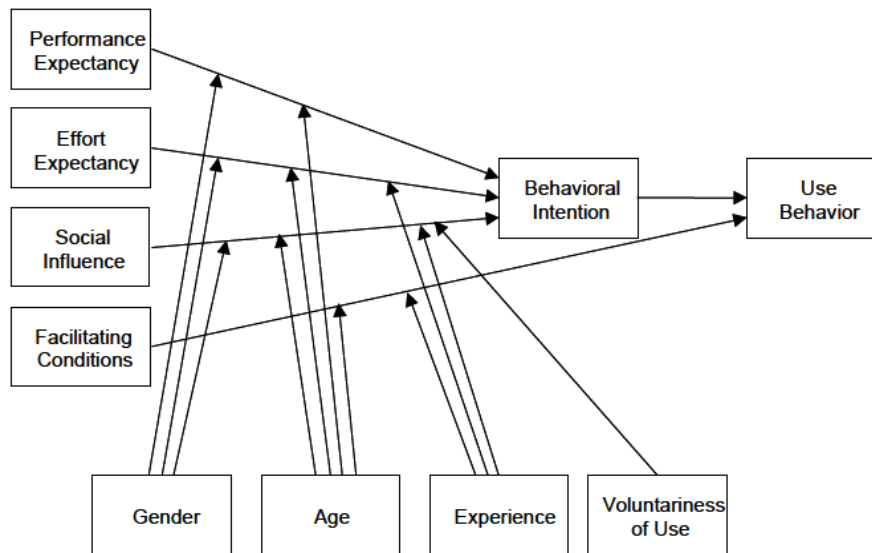 Performance
Expectancy
Effort
Expectancy
Social
Influence
Facilitating
Conditions
Behavioral
Intention
Use
Behavior
Gender
Age
Experience
Voluntariness
of Use